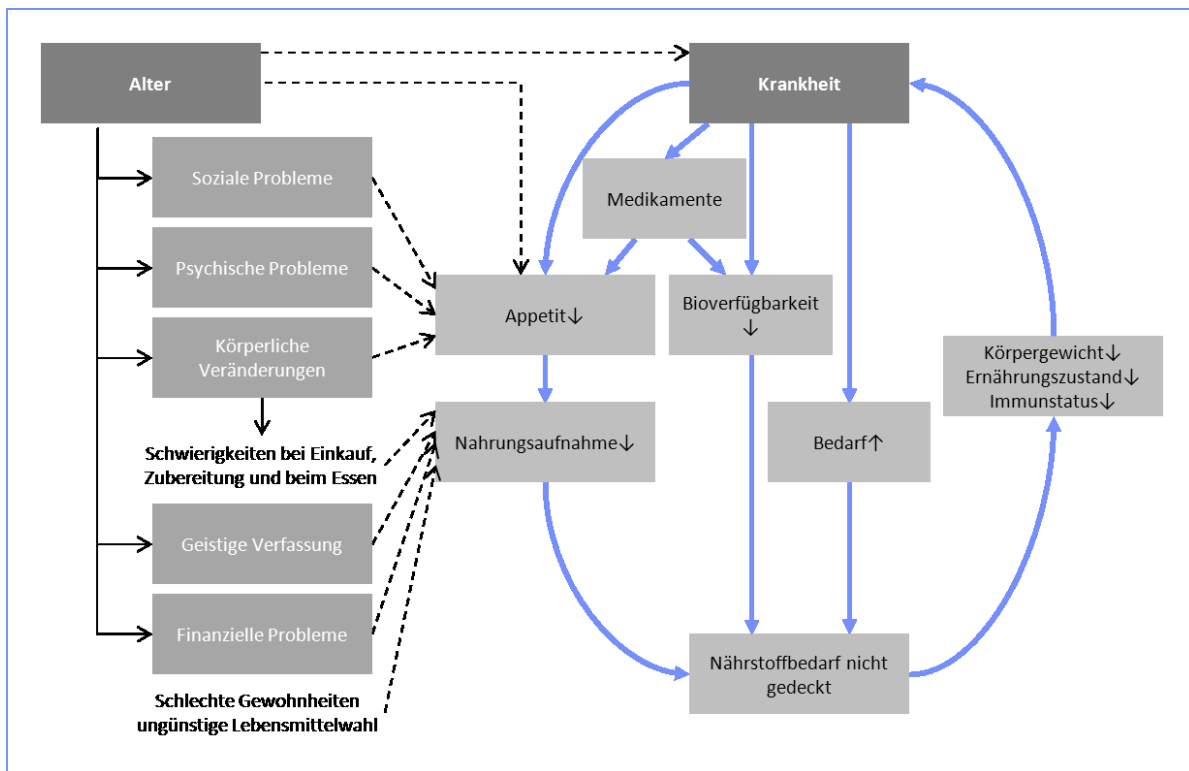 Alter
Krankheit
Soziale Probleme
Medikamente
Psychische Probleme
Appetit↓
Bioverfügbarkeit
↓
Körperliche
Veränderungen
Körpergewicht↓
Ernährungszustand↓
Immunstatus↓
Schwierigkeiten bei Einkauf,
Zubereitung und beim Essen
Nahrungsaufnahme↓
Bedarf↑
Geistige Verfassung
Finanzielle Probleme
Nährstoffbedarf nicht
gedeckt
Schlechte Gewohnheiten
ungünstige Lebensmittelwahl